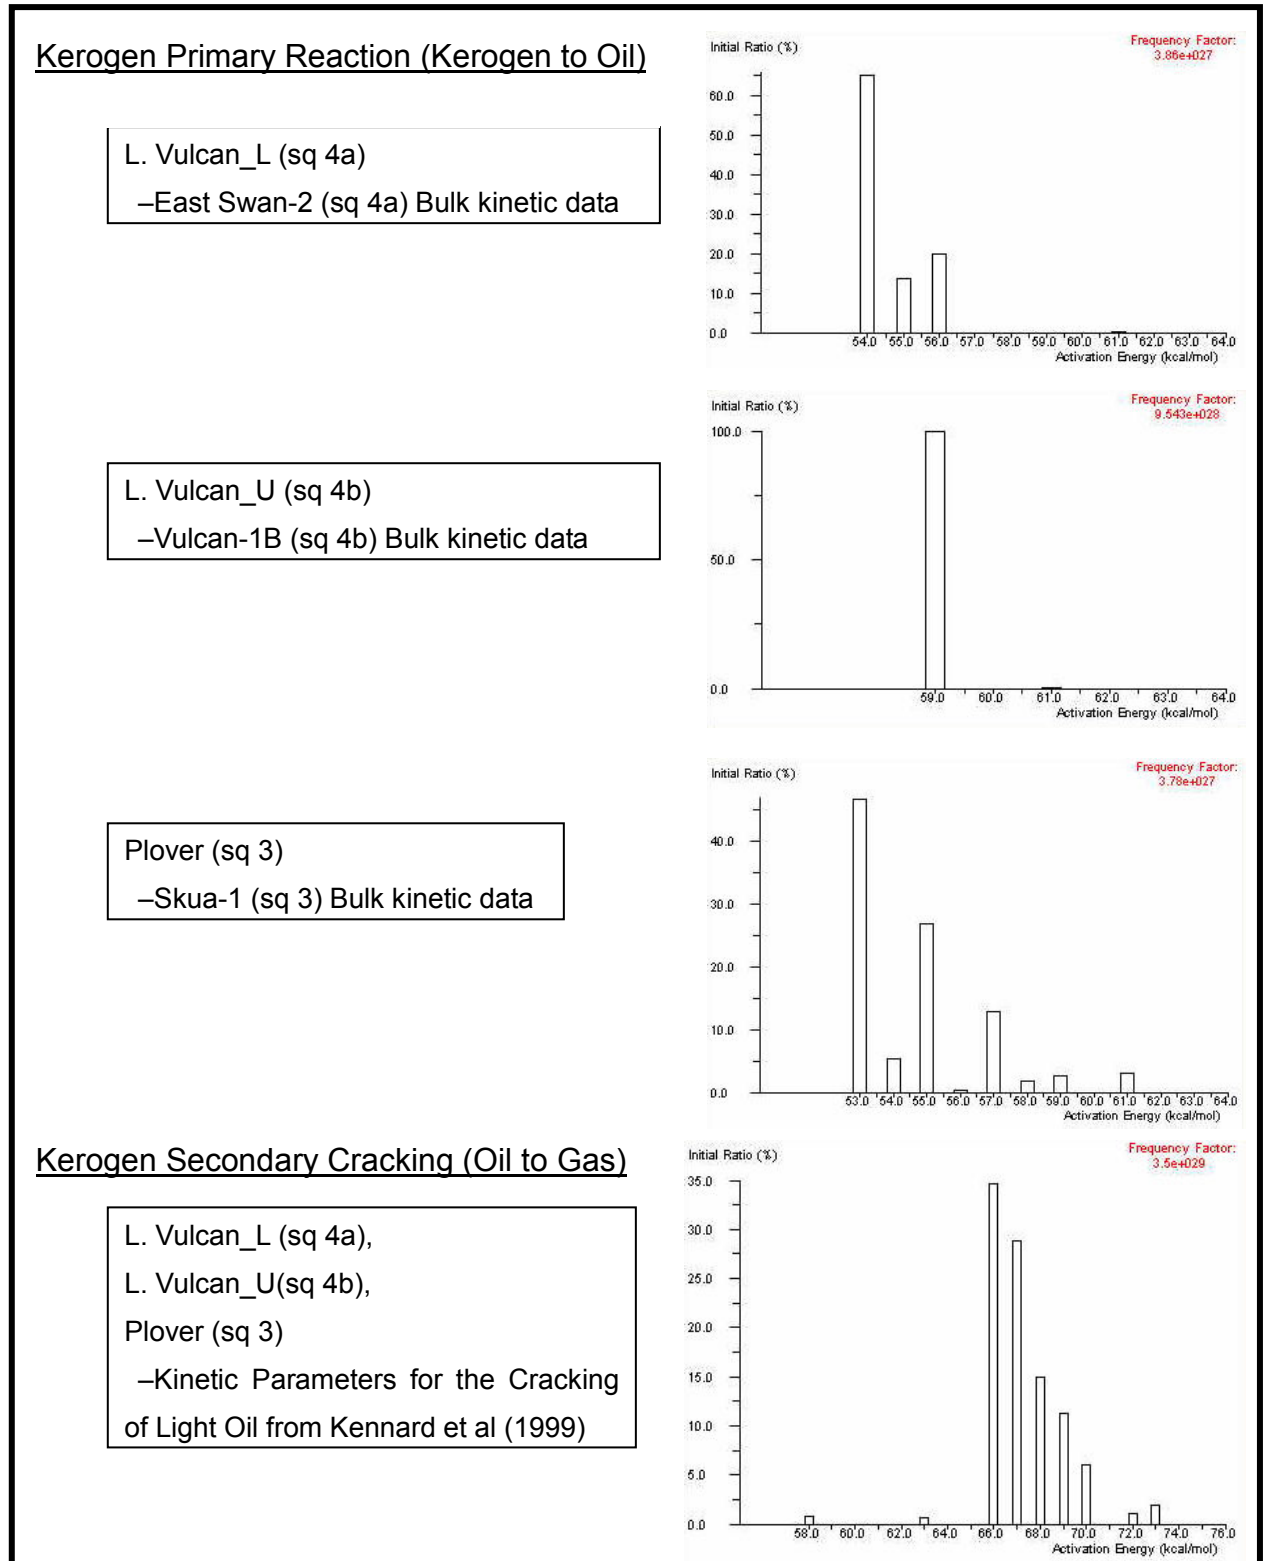 Kerogen Primary Reaction (Kerogen to Oil)
L. Vulcan_L (sq 4a)
–East Swan-2 (sq 4a) Bulk kinetic data
Initial Ratio (%)
Frequency Factor:
3.86e+027
60.0
50.0
40.0
30.0
20.0
10.0
0.0
54.0 55.0 56.0 57.0 58.0 59.0 60.0 61.0 62.0 63.0 64.0
Activation Energy (kcal/mol)
L. Vulcan_U (sq 4b)
–Vulcan-1B (sq 4b) Bulk kinetic data
Initial Ratio (%)
Frequency Factor:
9.543e+028
100.0
50.0
0.0
59.0 60.0 61.0 62.0 63.0 64.0
Activation Energy (kcal/mol)
Plover (sq 3)
–Skua-1 (sq 3) Bulk kinetic data
Initial Ratio (%)
Frequency Factor:
3.78e+027
40.0
30.0
20.0
10.0
0.0
53.0 54.0 55.0 56.0 57.0 58.0 59.0 60.0 61.0 62.0 63.0 64.0
Activation Energy (kcal/mol)
Kerogen Secondary Cracking (Oil to Gas)
L. Vulcan_L (sq 4a),
L. Vulcan_U(sq 4b),
Plover (sq 3)
–Kinetic Parameters for the Cracking
of Light Oil from Kennard et al (1999)
Initial Ratio (%)
Frequency Factor:
3.5e+029
35.0
30.0
25.0
20.0
15.0
10.0
5.0
0.0
58.0 60.0 62.0 64.0 66.0 68.0 70.0 72.0 74.0 76.0
Activation Energy (kcal/mol)